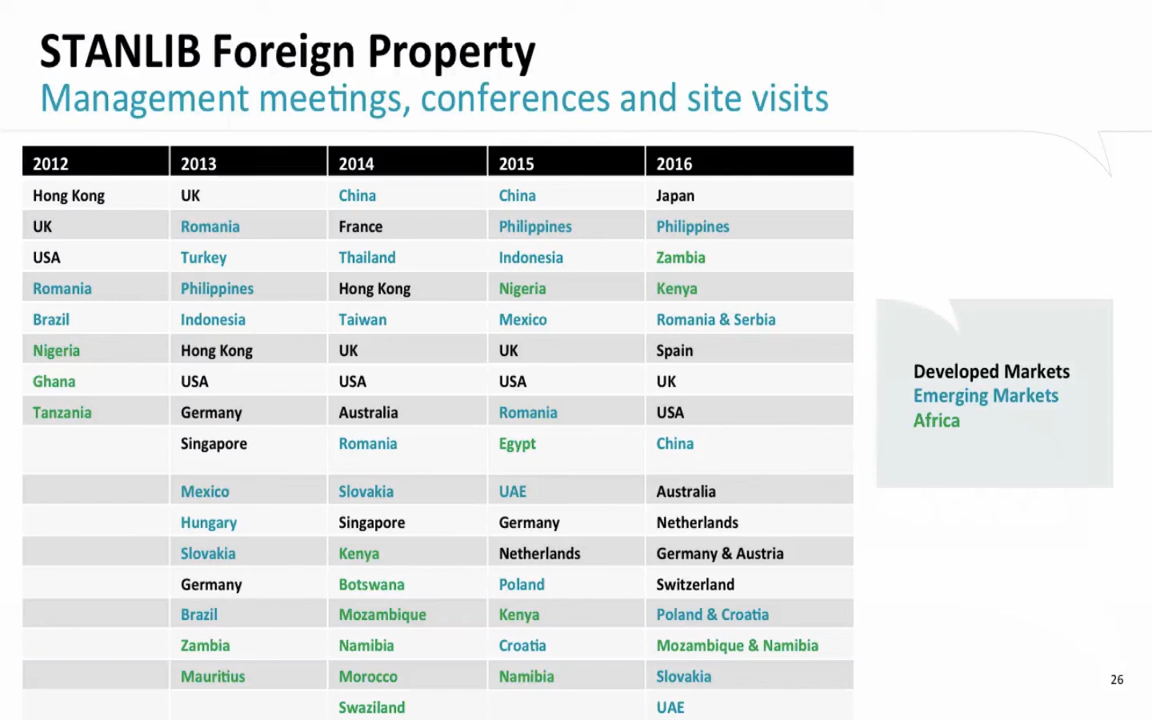 STANLIB Foreign Property
Management meetings, conferences and site visits
2012 2013 2014 2015 2016
Hong Kong UK China China Japan
UK Romania France Philippines Philippines
USA Turkey Thailand Indonesia Zambia
Romania Philippines Hong Kong Nigeria Kenya
Brazil Indonesia Taiwan Mexico Romania & Serbia
Nigeria Hong Kong UK UK Spain
Ghana USA USA USA UK
Tanzania Germany Australia Romania USA
Singapore Romania Egypt China
Mexico Slovakia UAE Australia
Hungary Singapore Germany Netherlands
Slovakia Kenya Netherlands Germany & Austria
Germany Botswana Poland Switzerland
Brazil Mozambique Kenya Poland & Croatia
Zambia Namibia Croatia Mozambique & Namibia
Mauritius Morocco Namibia Slovakia
Swaziland UAE
Developed Markets
Emerging Markets
Africa
26